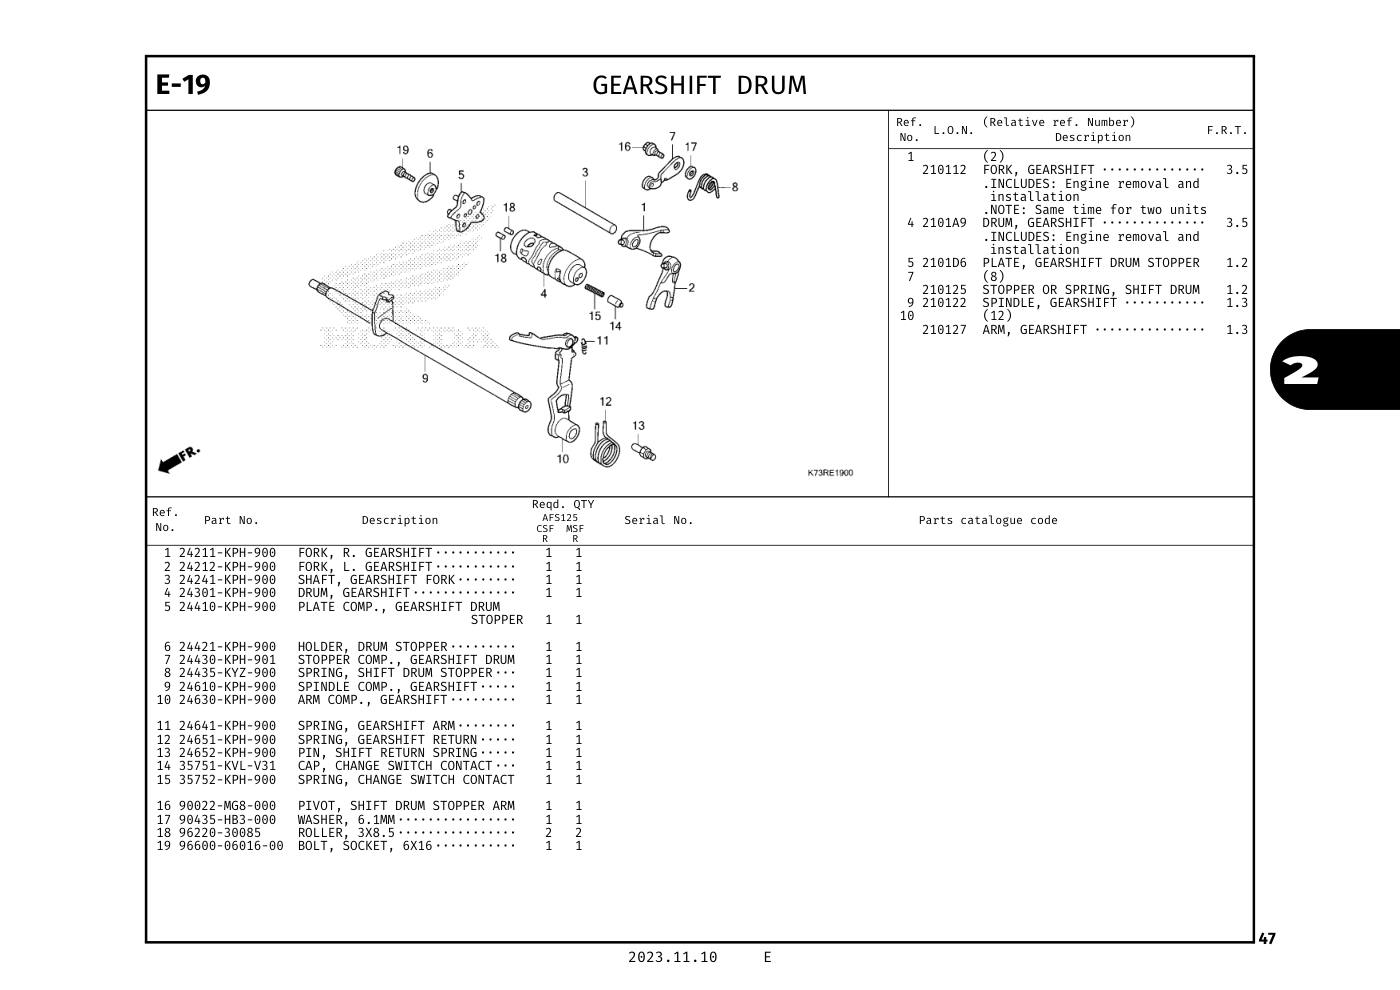 E-19
GEARSHIFT DRUM
19
6
5
18
18
4
3
16
7
17
8
1
2
15
14
11
9
10
12
13
HONDA
FR.
K73RE1900
Ref. No. L.O.N. (Relative ref. Number) Description F.R.T.
1 (2)
210112 FORK, GEARSHIFT ·············· 3.5
.INCLUDES: Engine removal and
installation
.NOTE: Same time for two units
4 2101A9 DRUM, GEARSHIFT ·············· 3.5
.INCLUDES: Engine removal and
installation
5 2101D6 PLATE, GEARSHIFT DRUM STOPPER 1.2
7 (8)
210125 STOPPER OR SPRING, SHIFT DRUM 1.2
9 210122 SPINDLE, GEARSHIFT ··········· 1.3
10 (12)
210127 ARM, GEARSHIFT ··············· 1.3
2
Ref. No. Part No. Description Reqd. QTY Serial No. Parts catalogue code
AFS125
CSF MSF
R R
1 24211-KPH-900 FORK, R. GEARSHIFT··········· 1 1
2 24212-KPH-900 FORK, L. GEARSHIFT··········· 1 1
3 24241-KPH-900 SHAFT, GEARSHIFT FORK········ 1 1
4 24301-KPH-900 DRUM, GEARSHIFT·············· 1 1
5 24410-KPH-900 PLATE COMP., GEARSHIFT DRUM
STOPPER 1 1
6 24421-KPH-900 HOLDER, DRUM STOPPER········· 1 1
7 24430-KPH-901 STOPPER COMP., GEARSHIFT DRUM 1 1
8 24435-KYZ-900 SPRING, SHIFT DRUM STOPPER··· 1 1
9 24610-KPH-900 SPINDLE COMP., GEARSHIFT····· 1 1
10 24630-KPH-900 ARM COMP., GEARSHIFT········· 1 1
11 24641-KPH-900 SPRING, GEARSHIFT ARM········ 1 1
12 24651-KPH-900 SPRING, GEARSHIFT RETURN····· 1 1
13 24652-KPH-900 PIN, SHIFT RETURN SPRING····· 1 1
14 35751-KVL-V31 CAP, CHANGE SWITCH CONTACT··· 1 1
15 35752-KPH-900 SPRING, CHANGE SWITCH CONTACT 1 1
16 90022-MG8-000 PIVOT, SHIFT DRUM STOPPER ARM 1 1
17 90435-HB3-000 WASHER, 6.1MM················ 1 1
18 96220-30085 ROLLER, 3X8.5················ 2 2
19 96600-06016-00 BOLT, SOCKET, 6X16··········· 1 1
47
2023.11.10 E